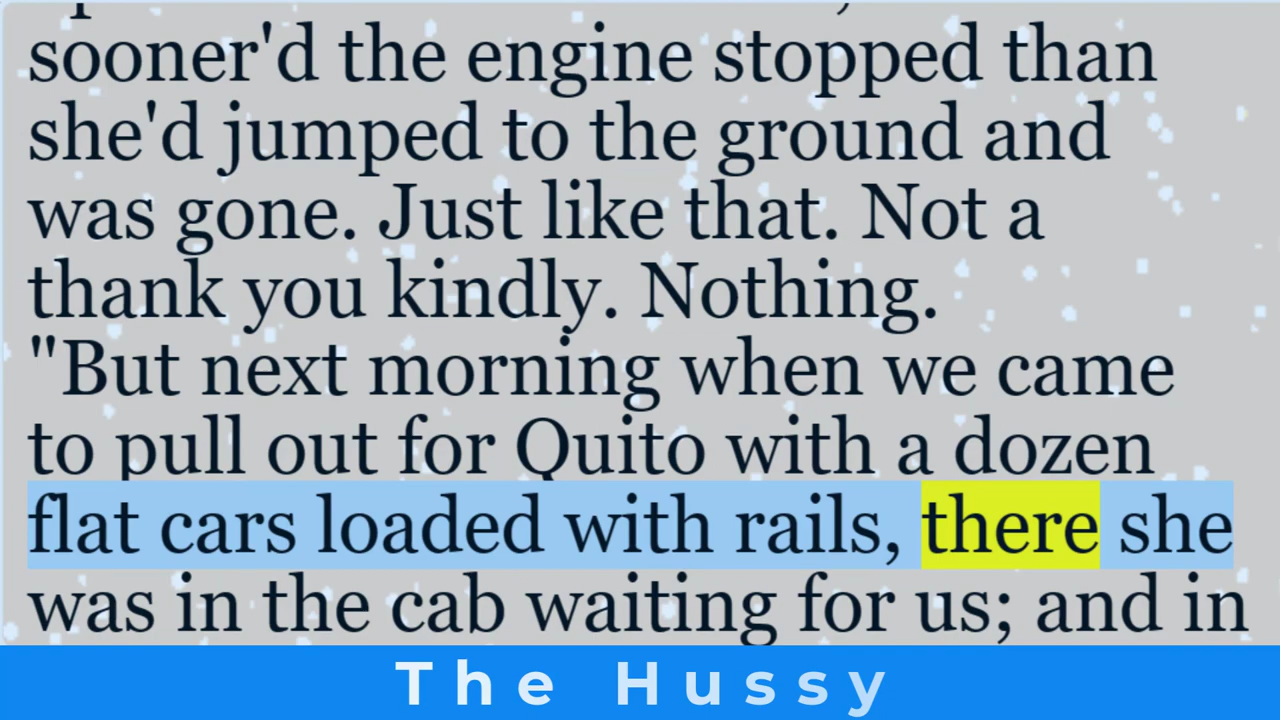 sooner'd the engine stopped than
she'd jumped to the ground and
was gone. Just like that. Not a
thank you kindly. Nothing.
"But next morning when we came
to pull out for Quito with a dozen
flat cars loaded with rails, there she
was in the cab waiting for us; and in
The Hussy